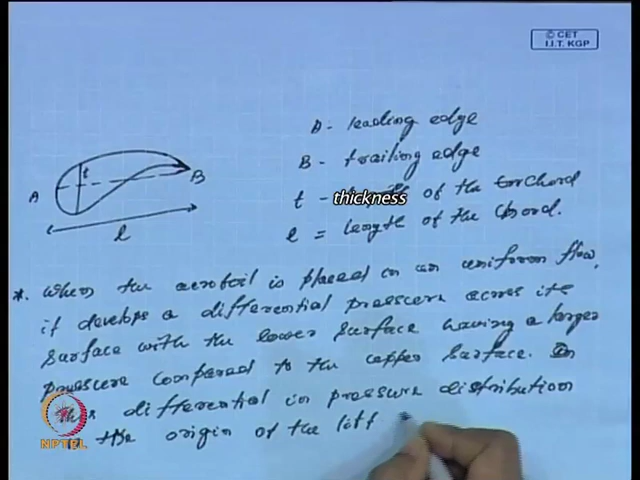 © CET
I.I.T. KGP
A - leading edge
B - trailing edge
t - thickness of the chord
l = length of the chord.
A
t
B
l
*. When the aerofoil is placed in an uniform flow,
it develops a differential pressure across its
surface with the lower surface having a larger
pressure compared to the upper surface.
This differential in pressure distribution
is the origin of the lift
NPTEL